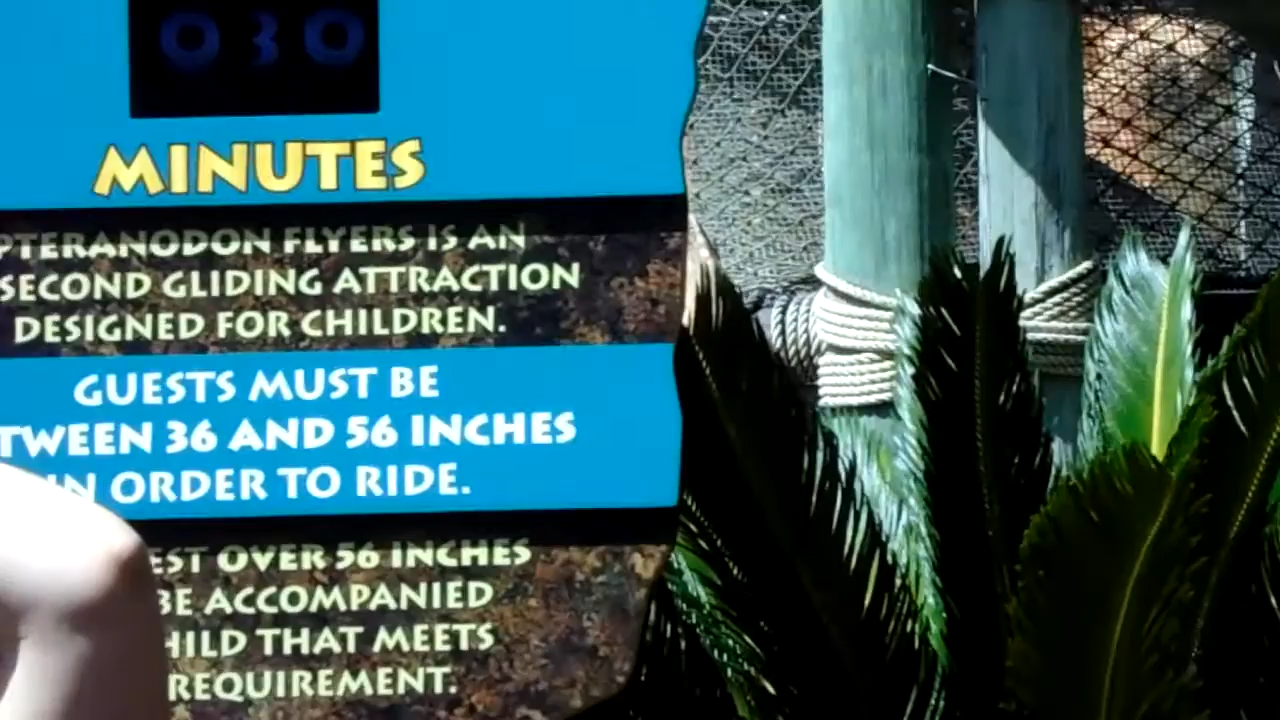 030
MINUTES
PTERANODON FLYERS IS AN
SECOND GLIDING ATTRACTION
DESIGNED FOR CHILDREN.
GUESTS MUST BE
TWEEN 36 AND 56 INCHES
IN ORDER TO RIDE.
EST OVER 56 INCHES
BE ACCOMPANIED
HILD THAT MEETS
REQUIREMENT.